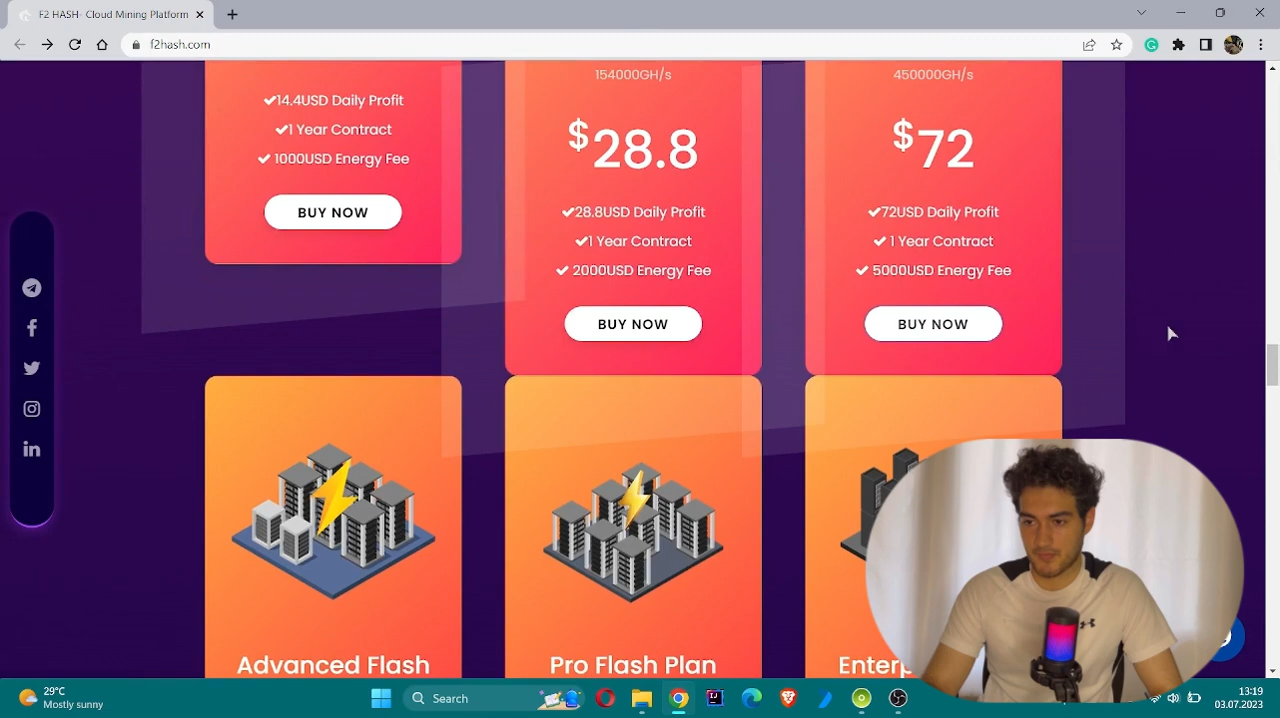 F2 HASH- Cloud Mining Platform
f2hash.com
14.4USD Daily Profit
1 Year Contract
1000USD Energy Fee
BUY NOW
154000GH/s
$28.8
28.8USD Daily Profit
1 Year Contract
2000USD Energy Fee
BUY NOW
450000GH/s
$72
72USD Daily Profit
1 Year Contract
5000USD Energy Fee
BUY NOW
Advanced Flash
Pro Flash Plan
29°C
Mostly sunny
Search
13:19
03.07.2023